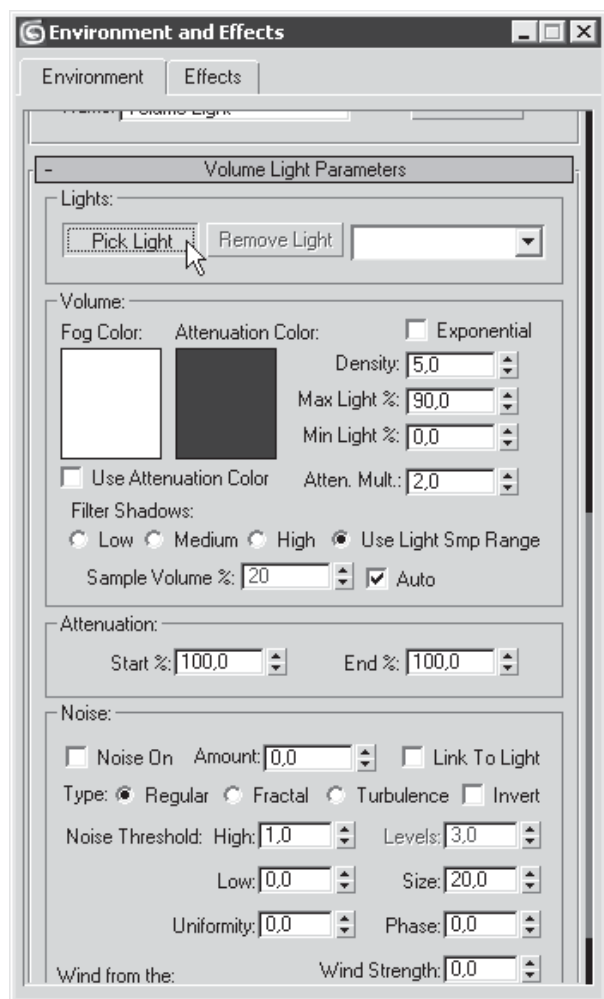 Environment and Effects
Environment Effects
Volume Light
- Volume Light Parameters
Lights:
Pick Light Remove Light
Volume:
Fog Color: Attenuation Color: Exponential
Density: 5,0
Max Light %: 90,0
Min Light %: 0,0
Use Attenuation Color Atten. Mult.: 2,0
Filter Shadows:
Low Medium High Use Light Smp Range
Sample Volume %: 20 Auto
Attenuation:
Start %: 100,0 End %: 100,0
Noise:
Noise On Amount: 0,0 Link To Light
Type: Regular Fractal Turbulence Invert
Noise Threshold: High: 1,0 Levels: 3,0
Low: 0,0 Size: 20,0
Uniformity: 0,0 Phase: 0,0
Wind from the: Wind Strength: 0,0